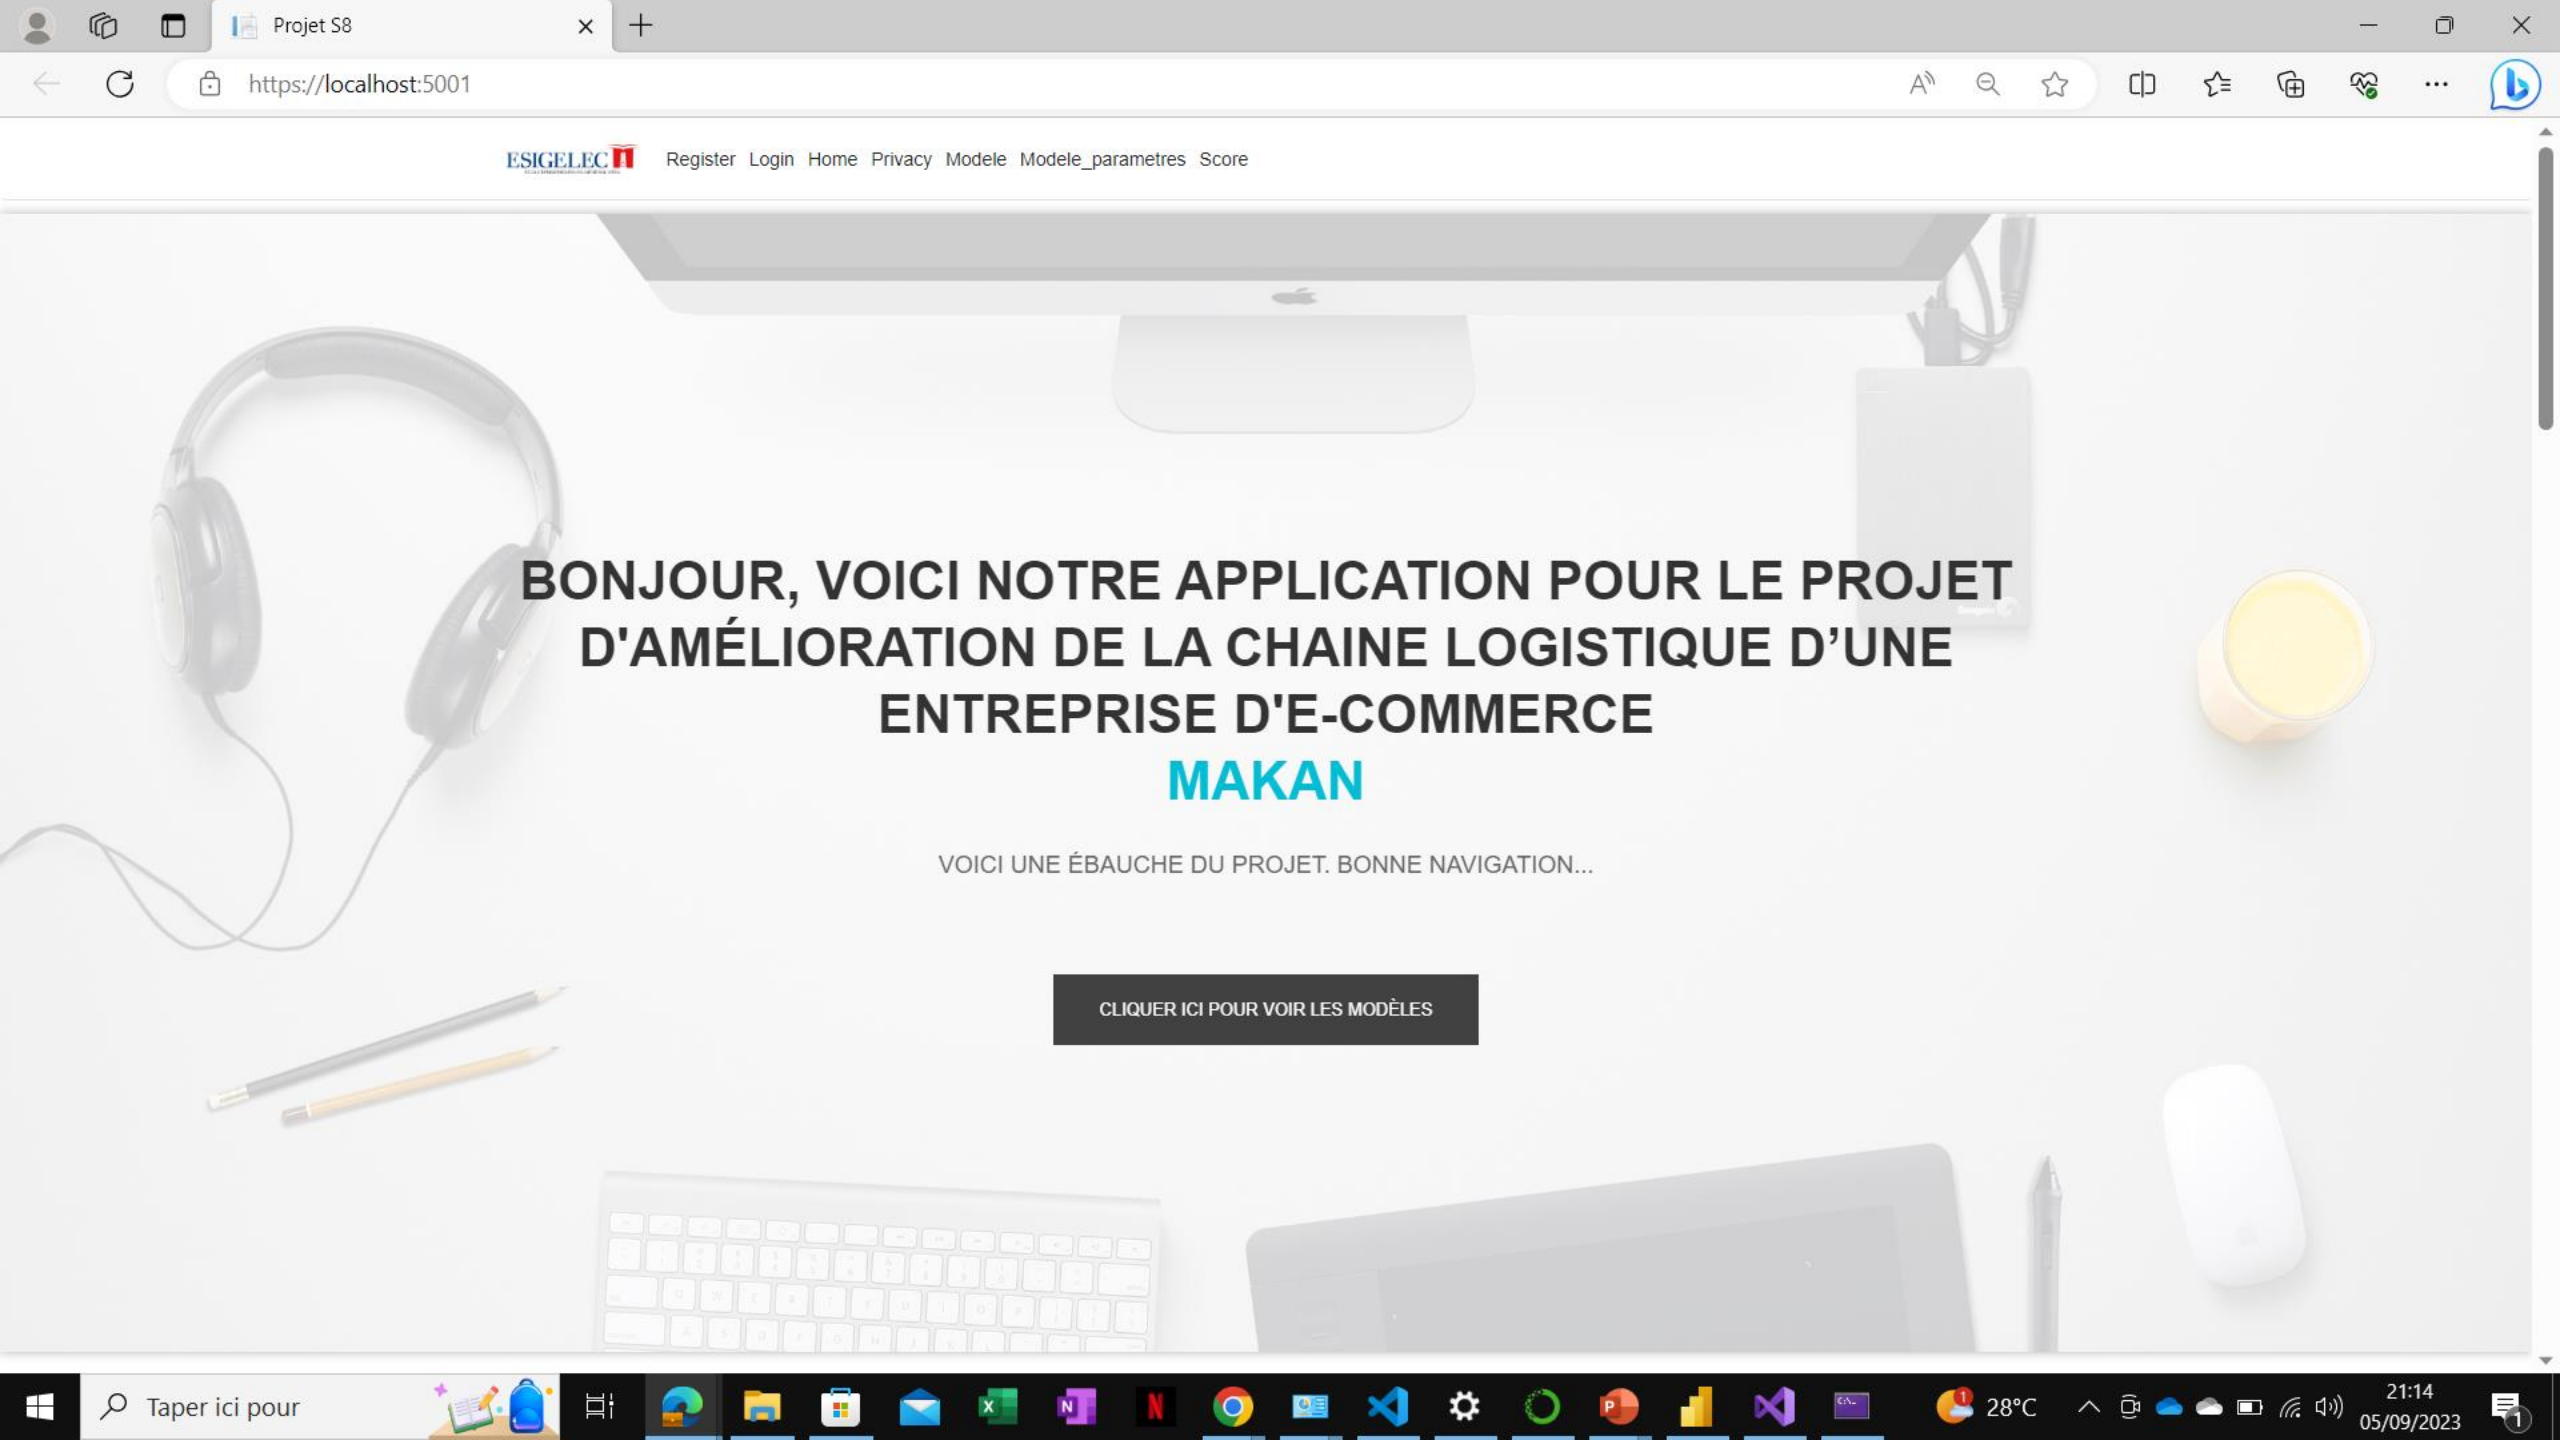 Projet S8
https://localhost:5001
ESIGELEC Register Login Home Privacy Modele Modele_parametres Score
BONJOUR, VOICI NOTRE APPLICATION POUR LE PROJET
D'AMÉLIORATION DE LA CHAINE LOGISTIQUE D’UNE
ENTREPRISE D'E-COMMERCE
MAKAN
VOICI UNE ÉBAUCHE DU PROJET. BONNE NAVIGATION...
CLIQUER ICI POUR VOIR LES MODÈLES
Taper ici pour
28°C
21:14
05/09/2023